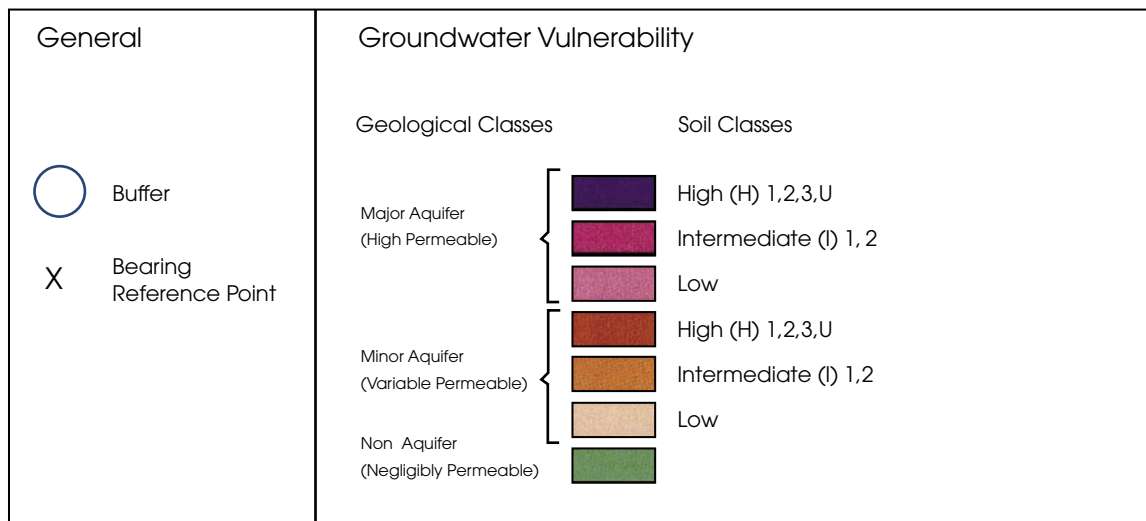 General
Buffer
X
Bearing
Reference Point
Groundwater Vulnerability
Geological Classes
Soil Classes
Major Aquifer
(High Permeable)
High (H) 1,2,3,U
Intermediate (I) 1, 2
Low
Minor Aquifer
(Variable Permeable)
High (H) 1,2,3,U
Intermediate (I) 1,2
Low
Non Aquifer
(Negligibly Permeable)